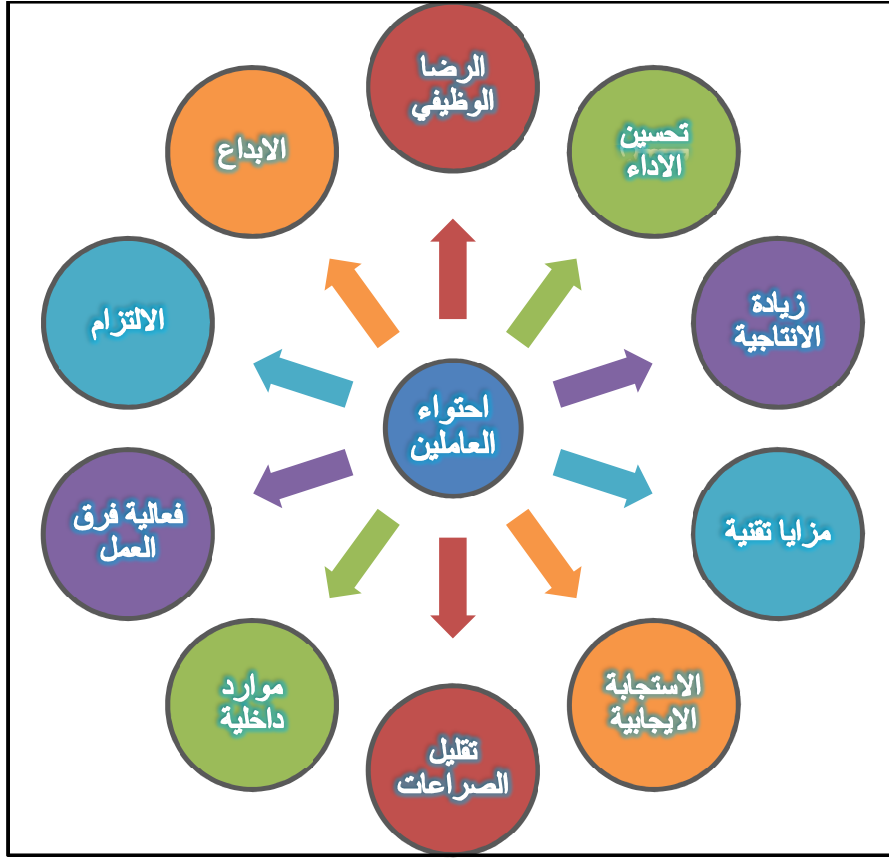 الرضا
الوظيفي
تحسين
الاداء
زيادة
الانتاجية
مزايا تقنية
الاستجابة
الايجابية
تقليل
الصراعات
موارد
داخلية
فعالية فرق
العمل
الالتزام
الابداع
احتواء
العاملين